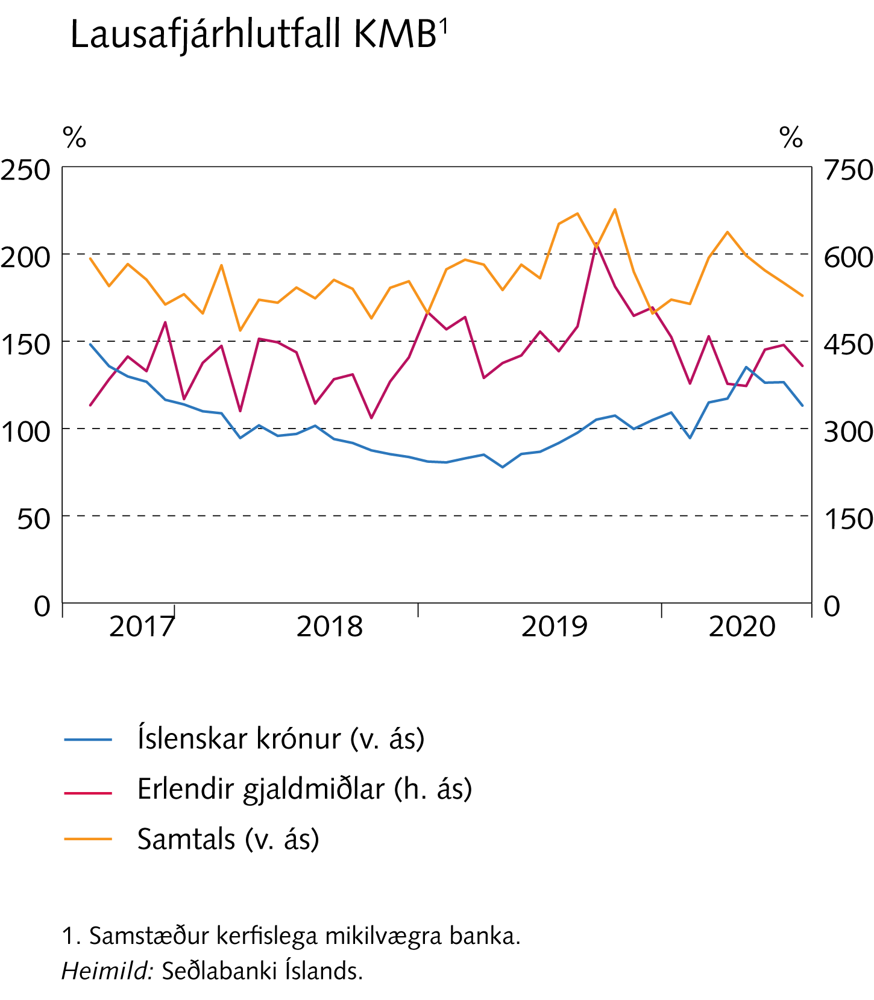 Lausafjárhlutfall KMB¹
% %
250 750
200 600
150 450
100 300
50 150
0 0
2017 2018 2019 2020
Íslenskar krónur (v. ás)
Erlendir gjaldmiðlar (h. ás)
Samtals (v. ás)
1. Samstæður kerfislega mikilvægra banka.
Heimild: Seðlabanki Íslands.